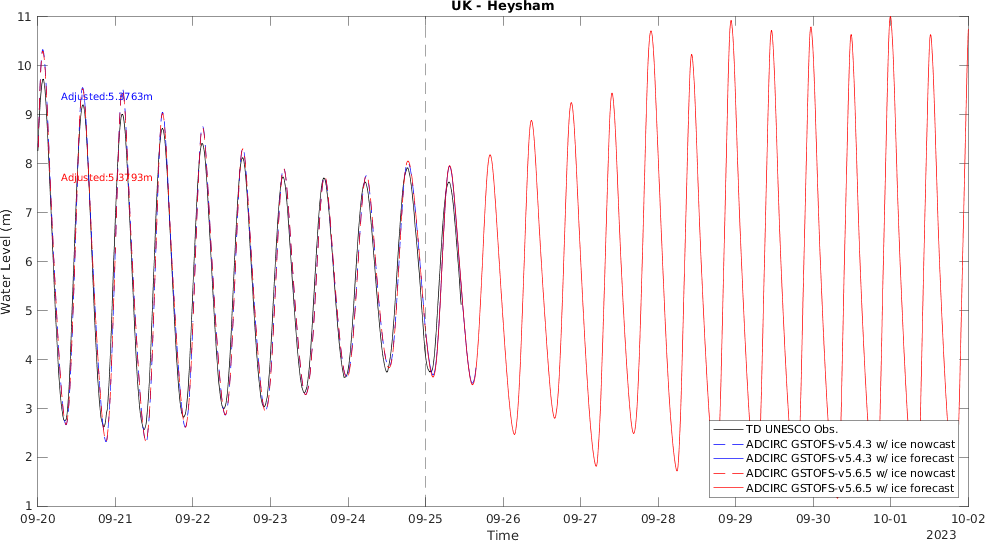 UK - Heysham
11
10
9
8
7
6
5
4
3
2
1
Water Level (m)
Adjusted:5.3763m
Adjusted:5.3793m
TD UNESCO Obs.
ADCIRC GSTOFS-v5.4.3 w/ ice nowcast
ADCIRC GSTOFS-v5.4.3 w/ ice forecast
ADCIRC GSTOFS-v5.6.5 w/ ice nowcast
ADCIRC GSTOFS-v5.6.5 w/ ice forecast
09-20 09-21 09-22 09-23 09-24 09-25 09-26 09-27 09-28 09-29 09-30 10-01 10-02
Time
2023